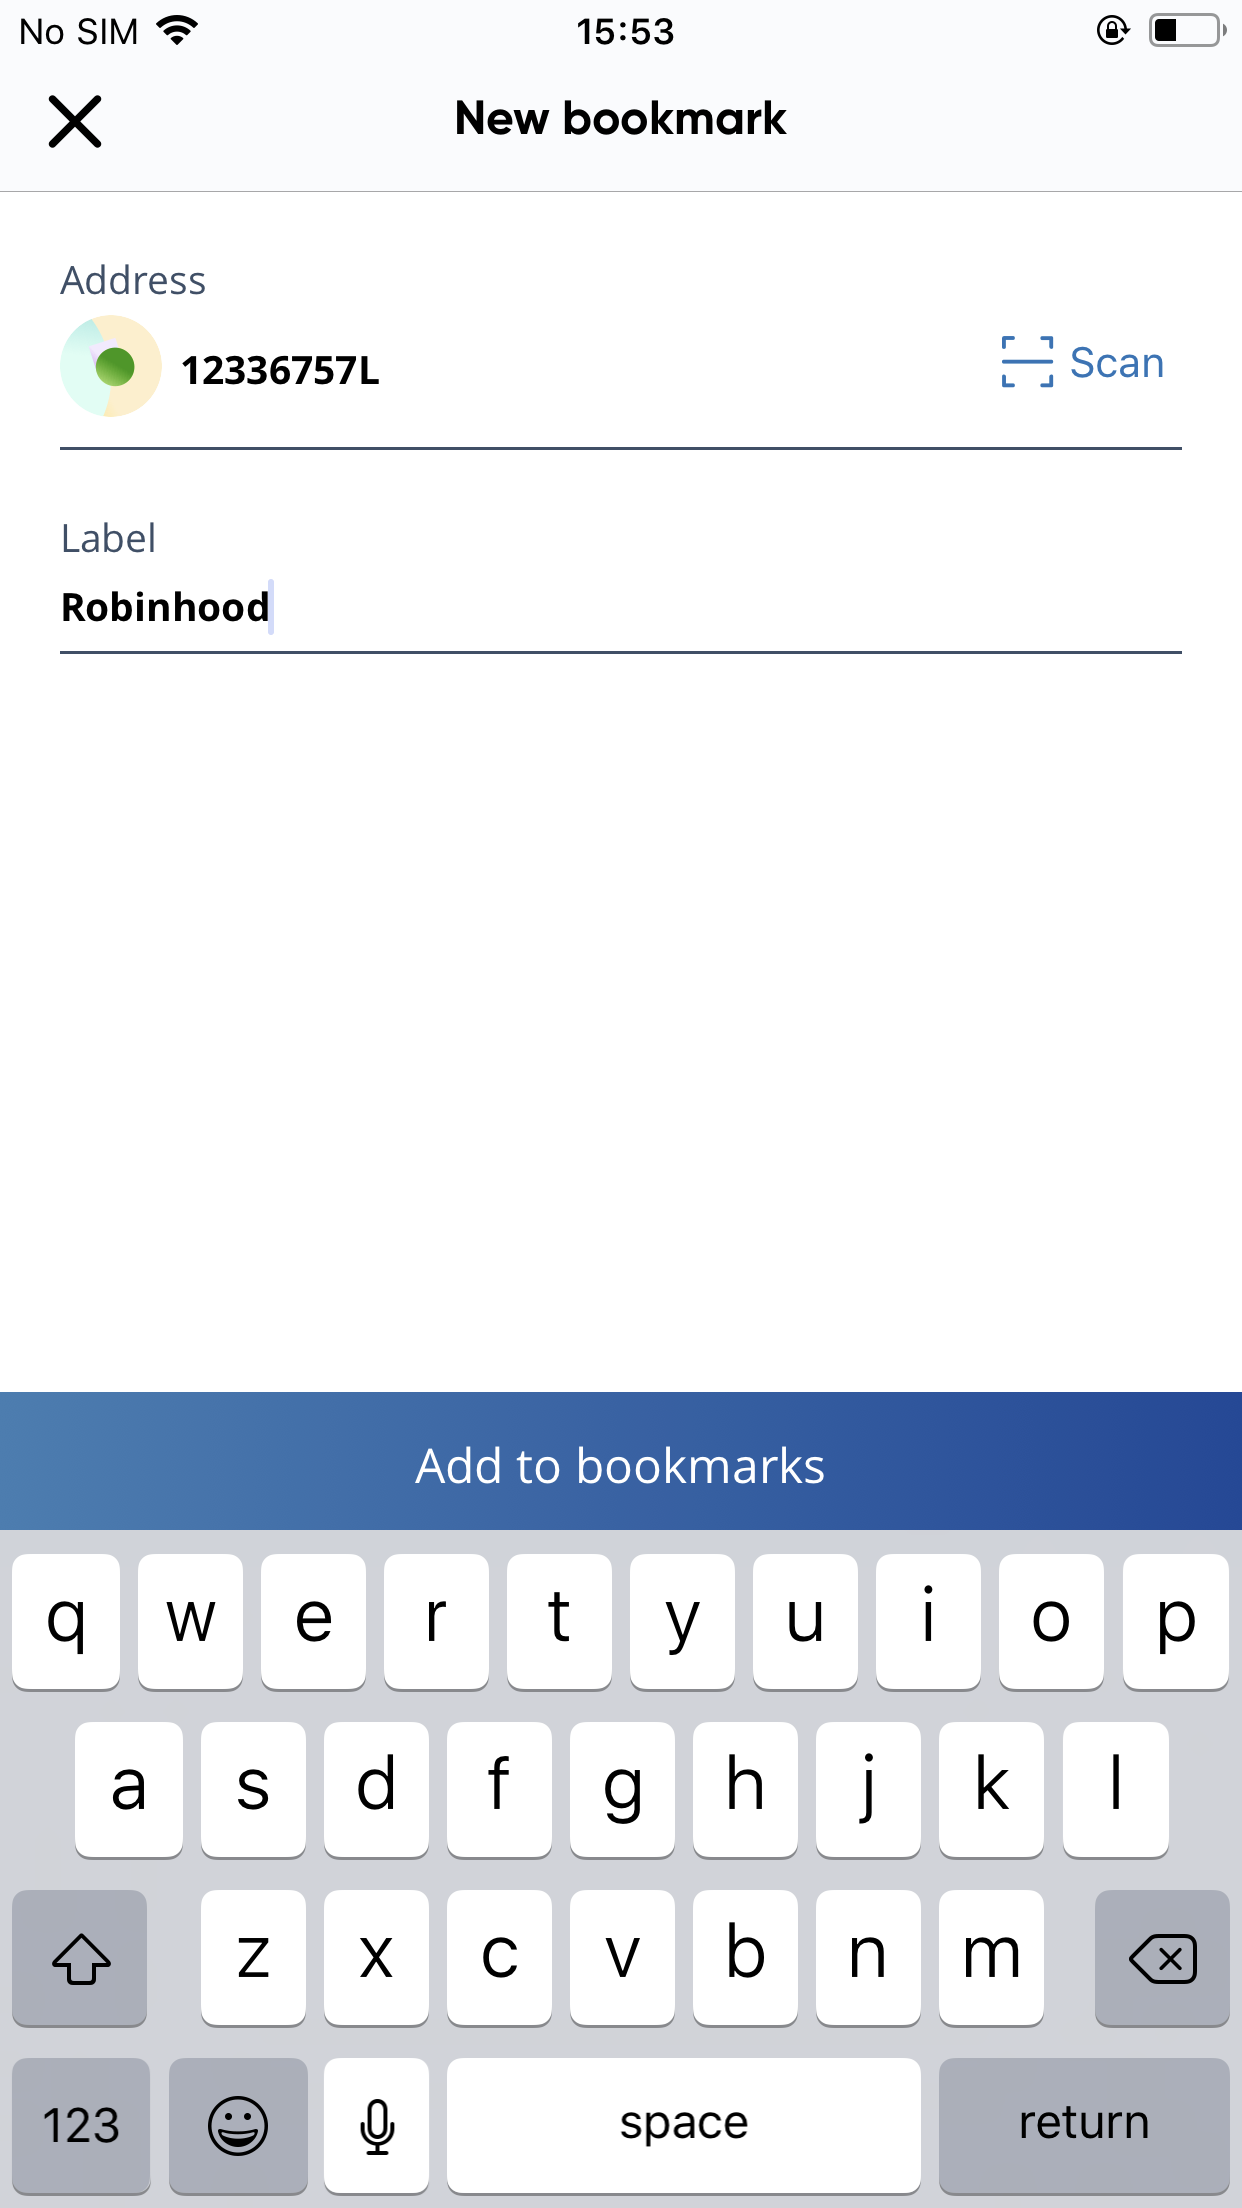 No SIM 15:53
New bookmark
Address
12336757L Scan
Label
Robinhood
Add to bookmarks
q w e r t y u i o p
a s d f g h j k l
z x c v b n m
123 space return